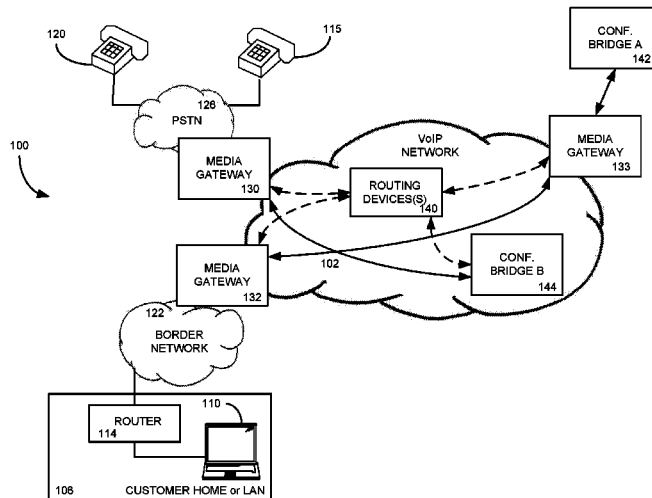 120
115
CONF.
BRIDGE A
142
PSTN
126
100
VoIP
NETWORK
MEDIA
GATEWAY
133
MEDIA
GATEWAY
130
ROUTING
DEVICES(S)
140
102
CONF.
BRIDGE B
144
MEDIA
GATEWAY
132
122
BORDER
NETWORK
110
ROUTER
114
106
CUSTOMER HOME or LAN